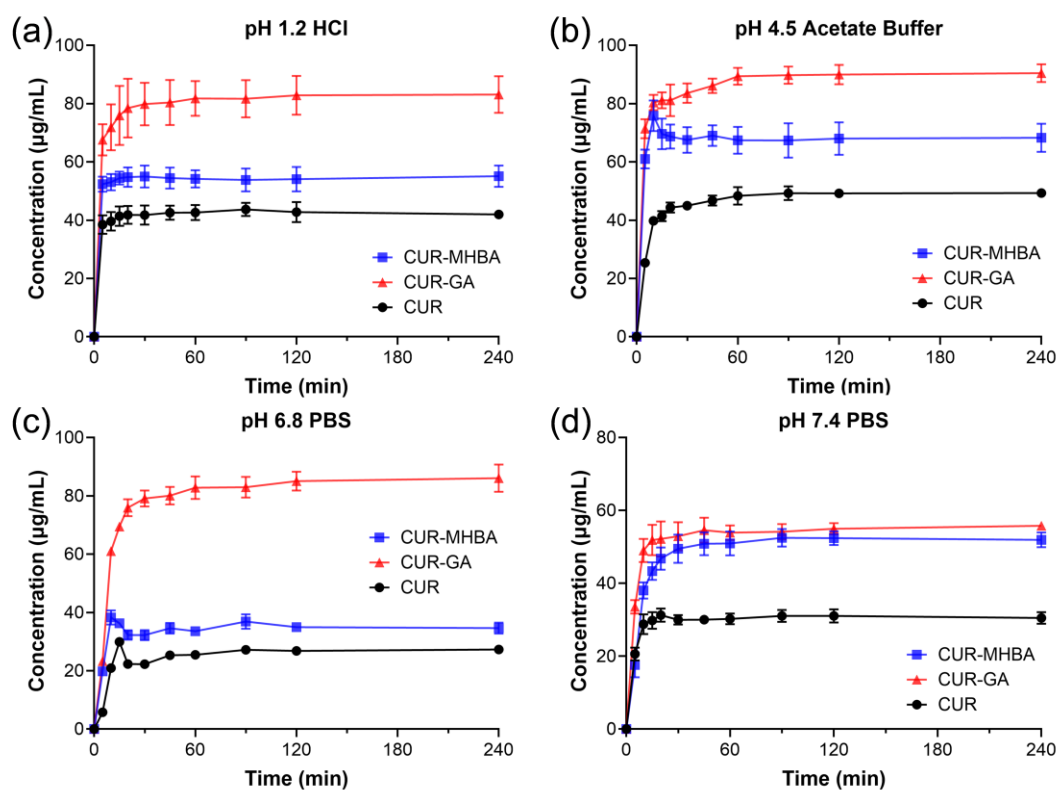 (a)
pH 1.2 HCl
Concentration (µg/mL)
100
80
60
40
20
0
CUR-MHBA
CUR-GA
CUR
0 60 120 180 240
Time (min)
(b)
pH 4.5 Acetate Buffer
Concentration (µg/mL)
100
80
60
40
20
0
CUR-MHBA
CUR-GA
CUR
0 60 120 180 240
Time (min)
(c)
pH 6.8 PBS
Concentration (µg/mL)
100
80
60
40
20
0
CUR-MHBA
CUR-GA
CUR
0 60 120 180 240
Time (min)
(d)
pH 7.4 PBS
Concentration (µg/mL)
80
60
40
20
0
CUR-MHBA
CUR-GA
CUR
0 60 120 180 240
Time (min)